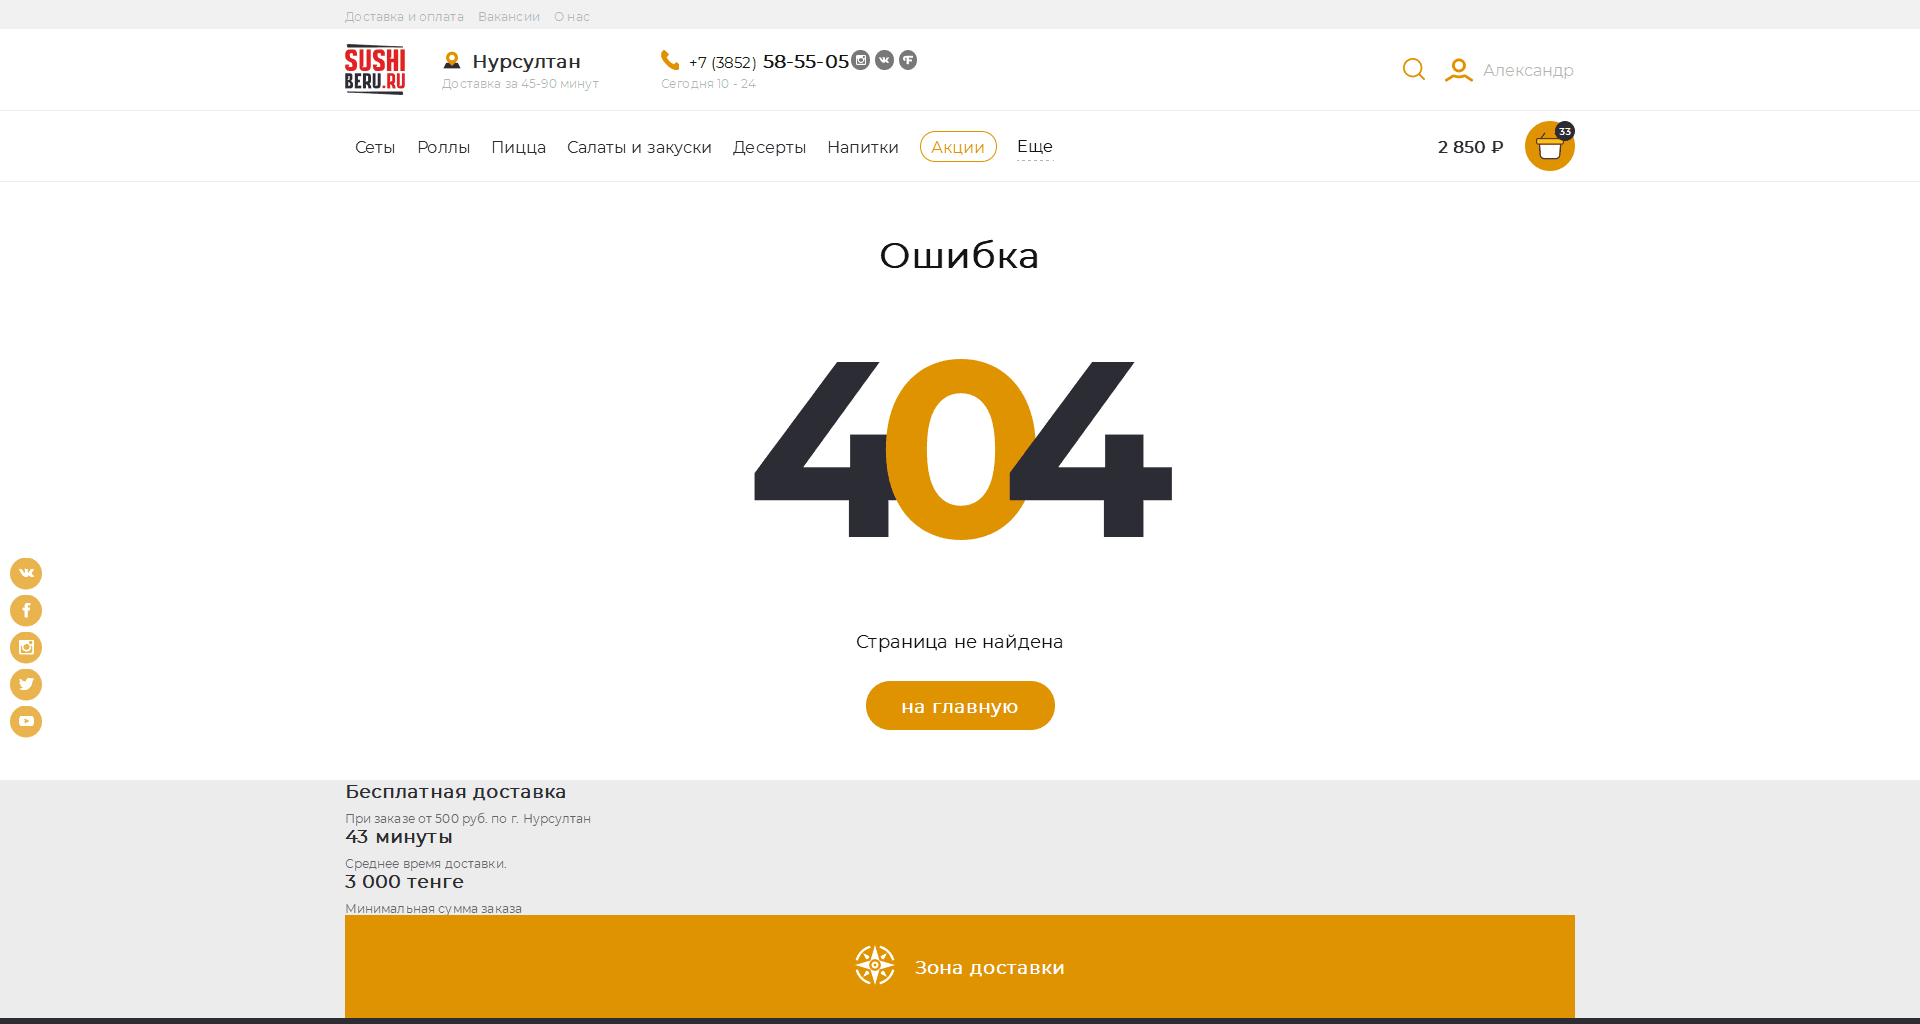 Доставка и оплата Вакансии О нас
SUSHI
BERU.RU
Нурсултан
Доставка за 45-90 минут
+7 (3852) 58-55-05
Сегодня 10 - 24
Александр
Сеты Роллы Пицца Салаты и закуски Десерты Напитки Акции Еще
2 850 ₽
33
Ошибка
404
Страница не найдена
на главную
Бесплатная доставка
При заказе от 500 руб. по г. Нурсултан
43 минуты
Среднее время доставки.
3 000 тенге
Минимальная сумма заказа
Зона доставки